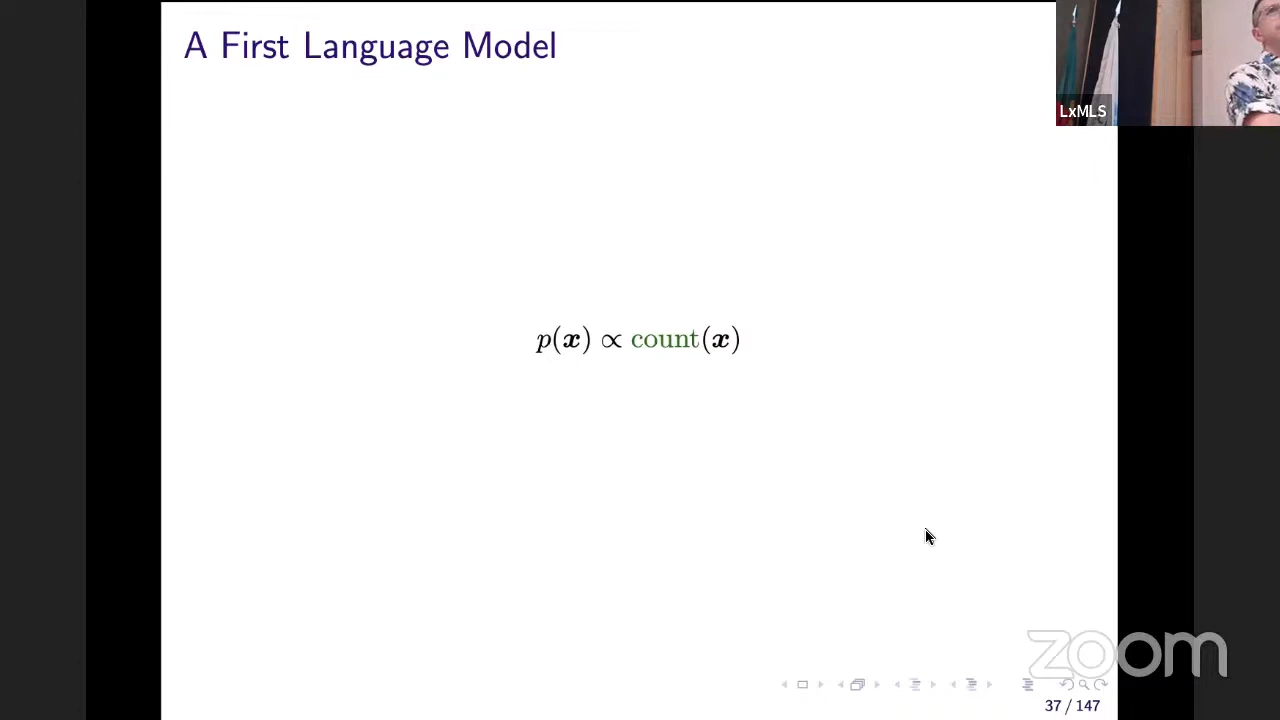 A First Language Model
LxMLS
p(x) ∝ count(x)
zoom
37 / 147